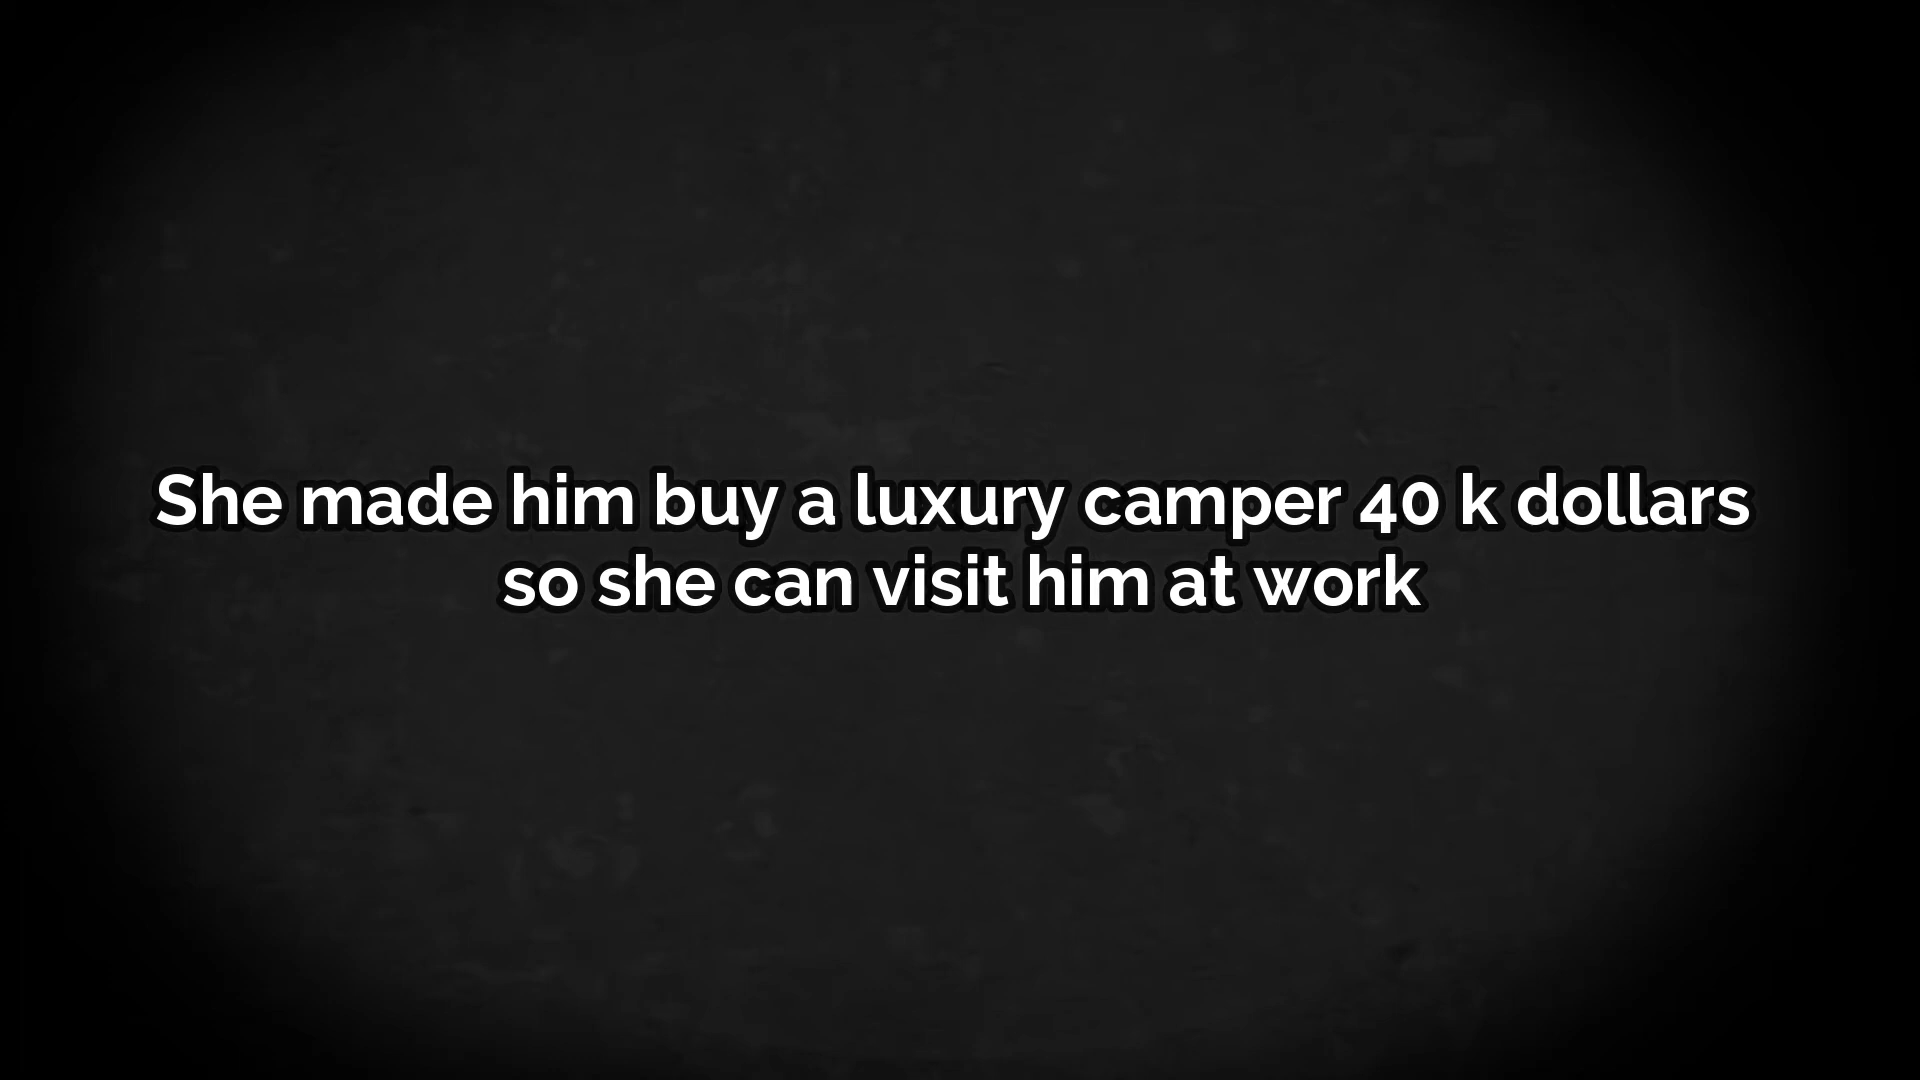 She made him buy a luxury camper 40 k dollars
so she can visit him at work